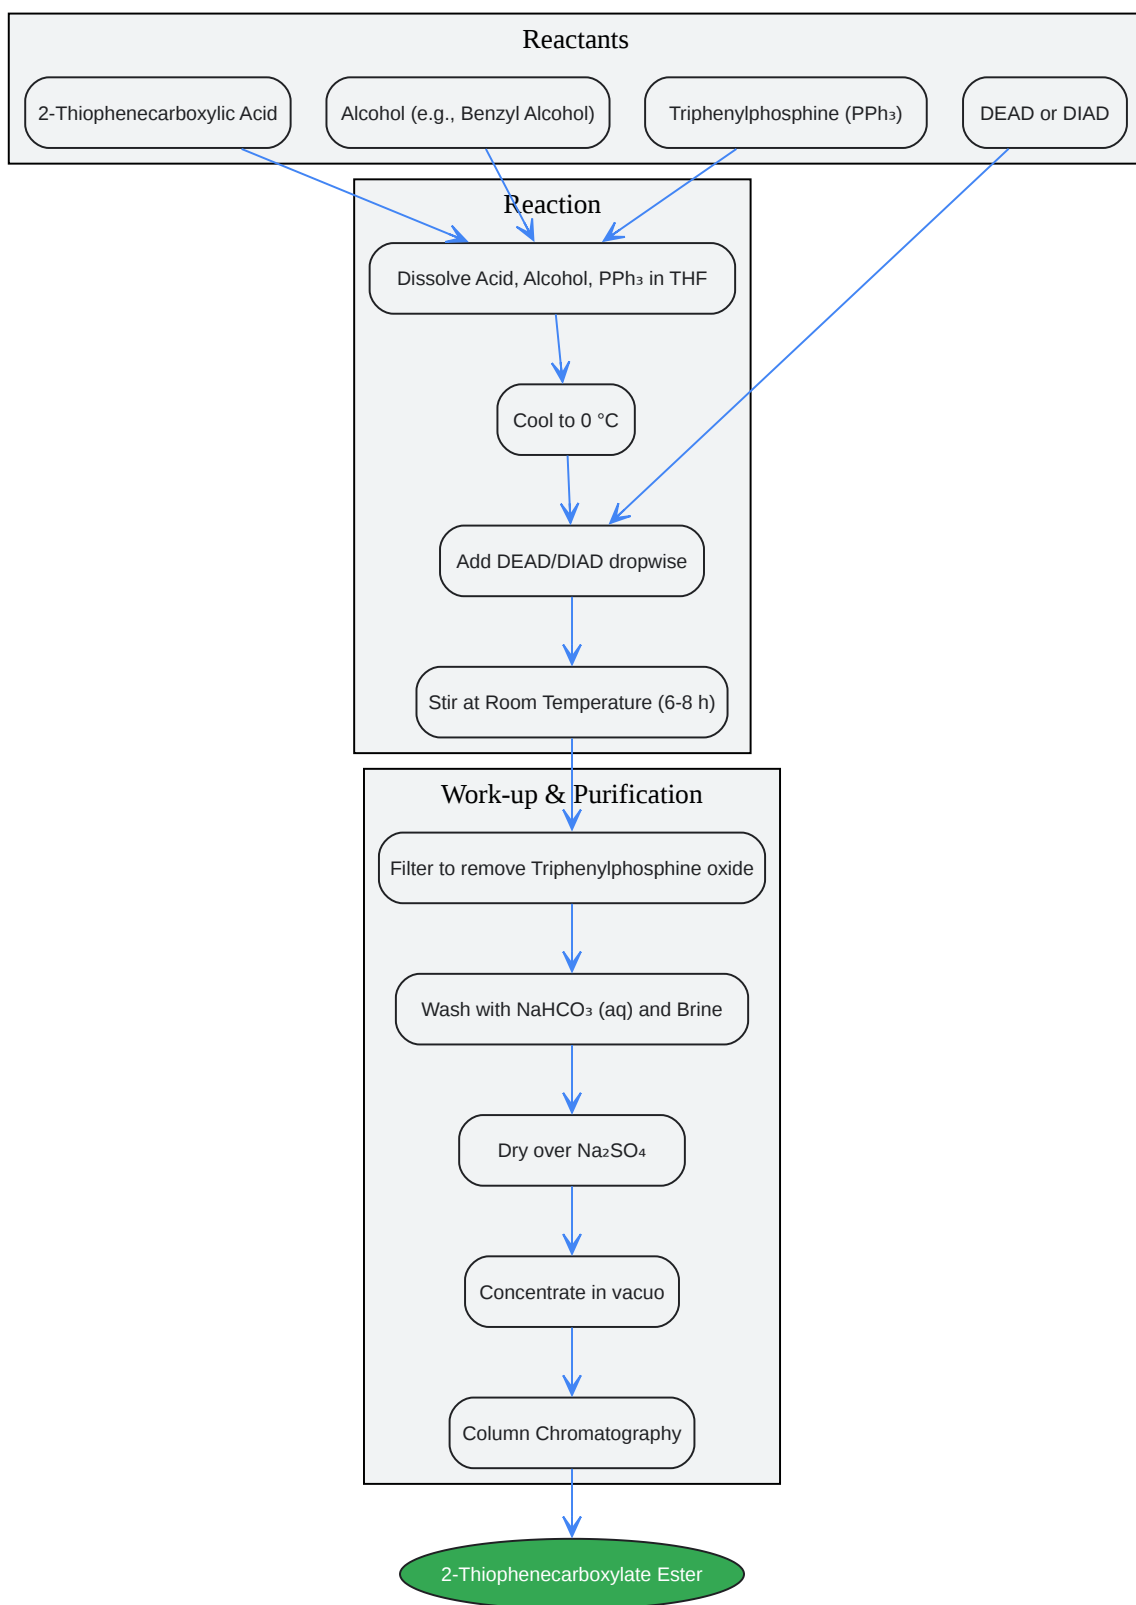 Reactants
2-Thiophenecarboxylic Acid
Alcohol (e.g., Benzyl Alcohol)
Triphenylphosphine (PPh₃)
DEAD or DIAD
Reaction
Dissolve Acid, Alcohol, PPh₃ in THF
Cool to 0 °C
Add DEAD/DIAD dropwise
Stir at Room Temperature (6-8 h)
Work-up & Purification
Filter to remove Triphenylphosphine oxide
Wash with NaHCO₃ (aq) and Brine
Dry over Na₂SO₄
Concentrate in vacuo
Column Chromatography
2-Thiophenecarboxylate Ester